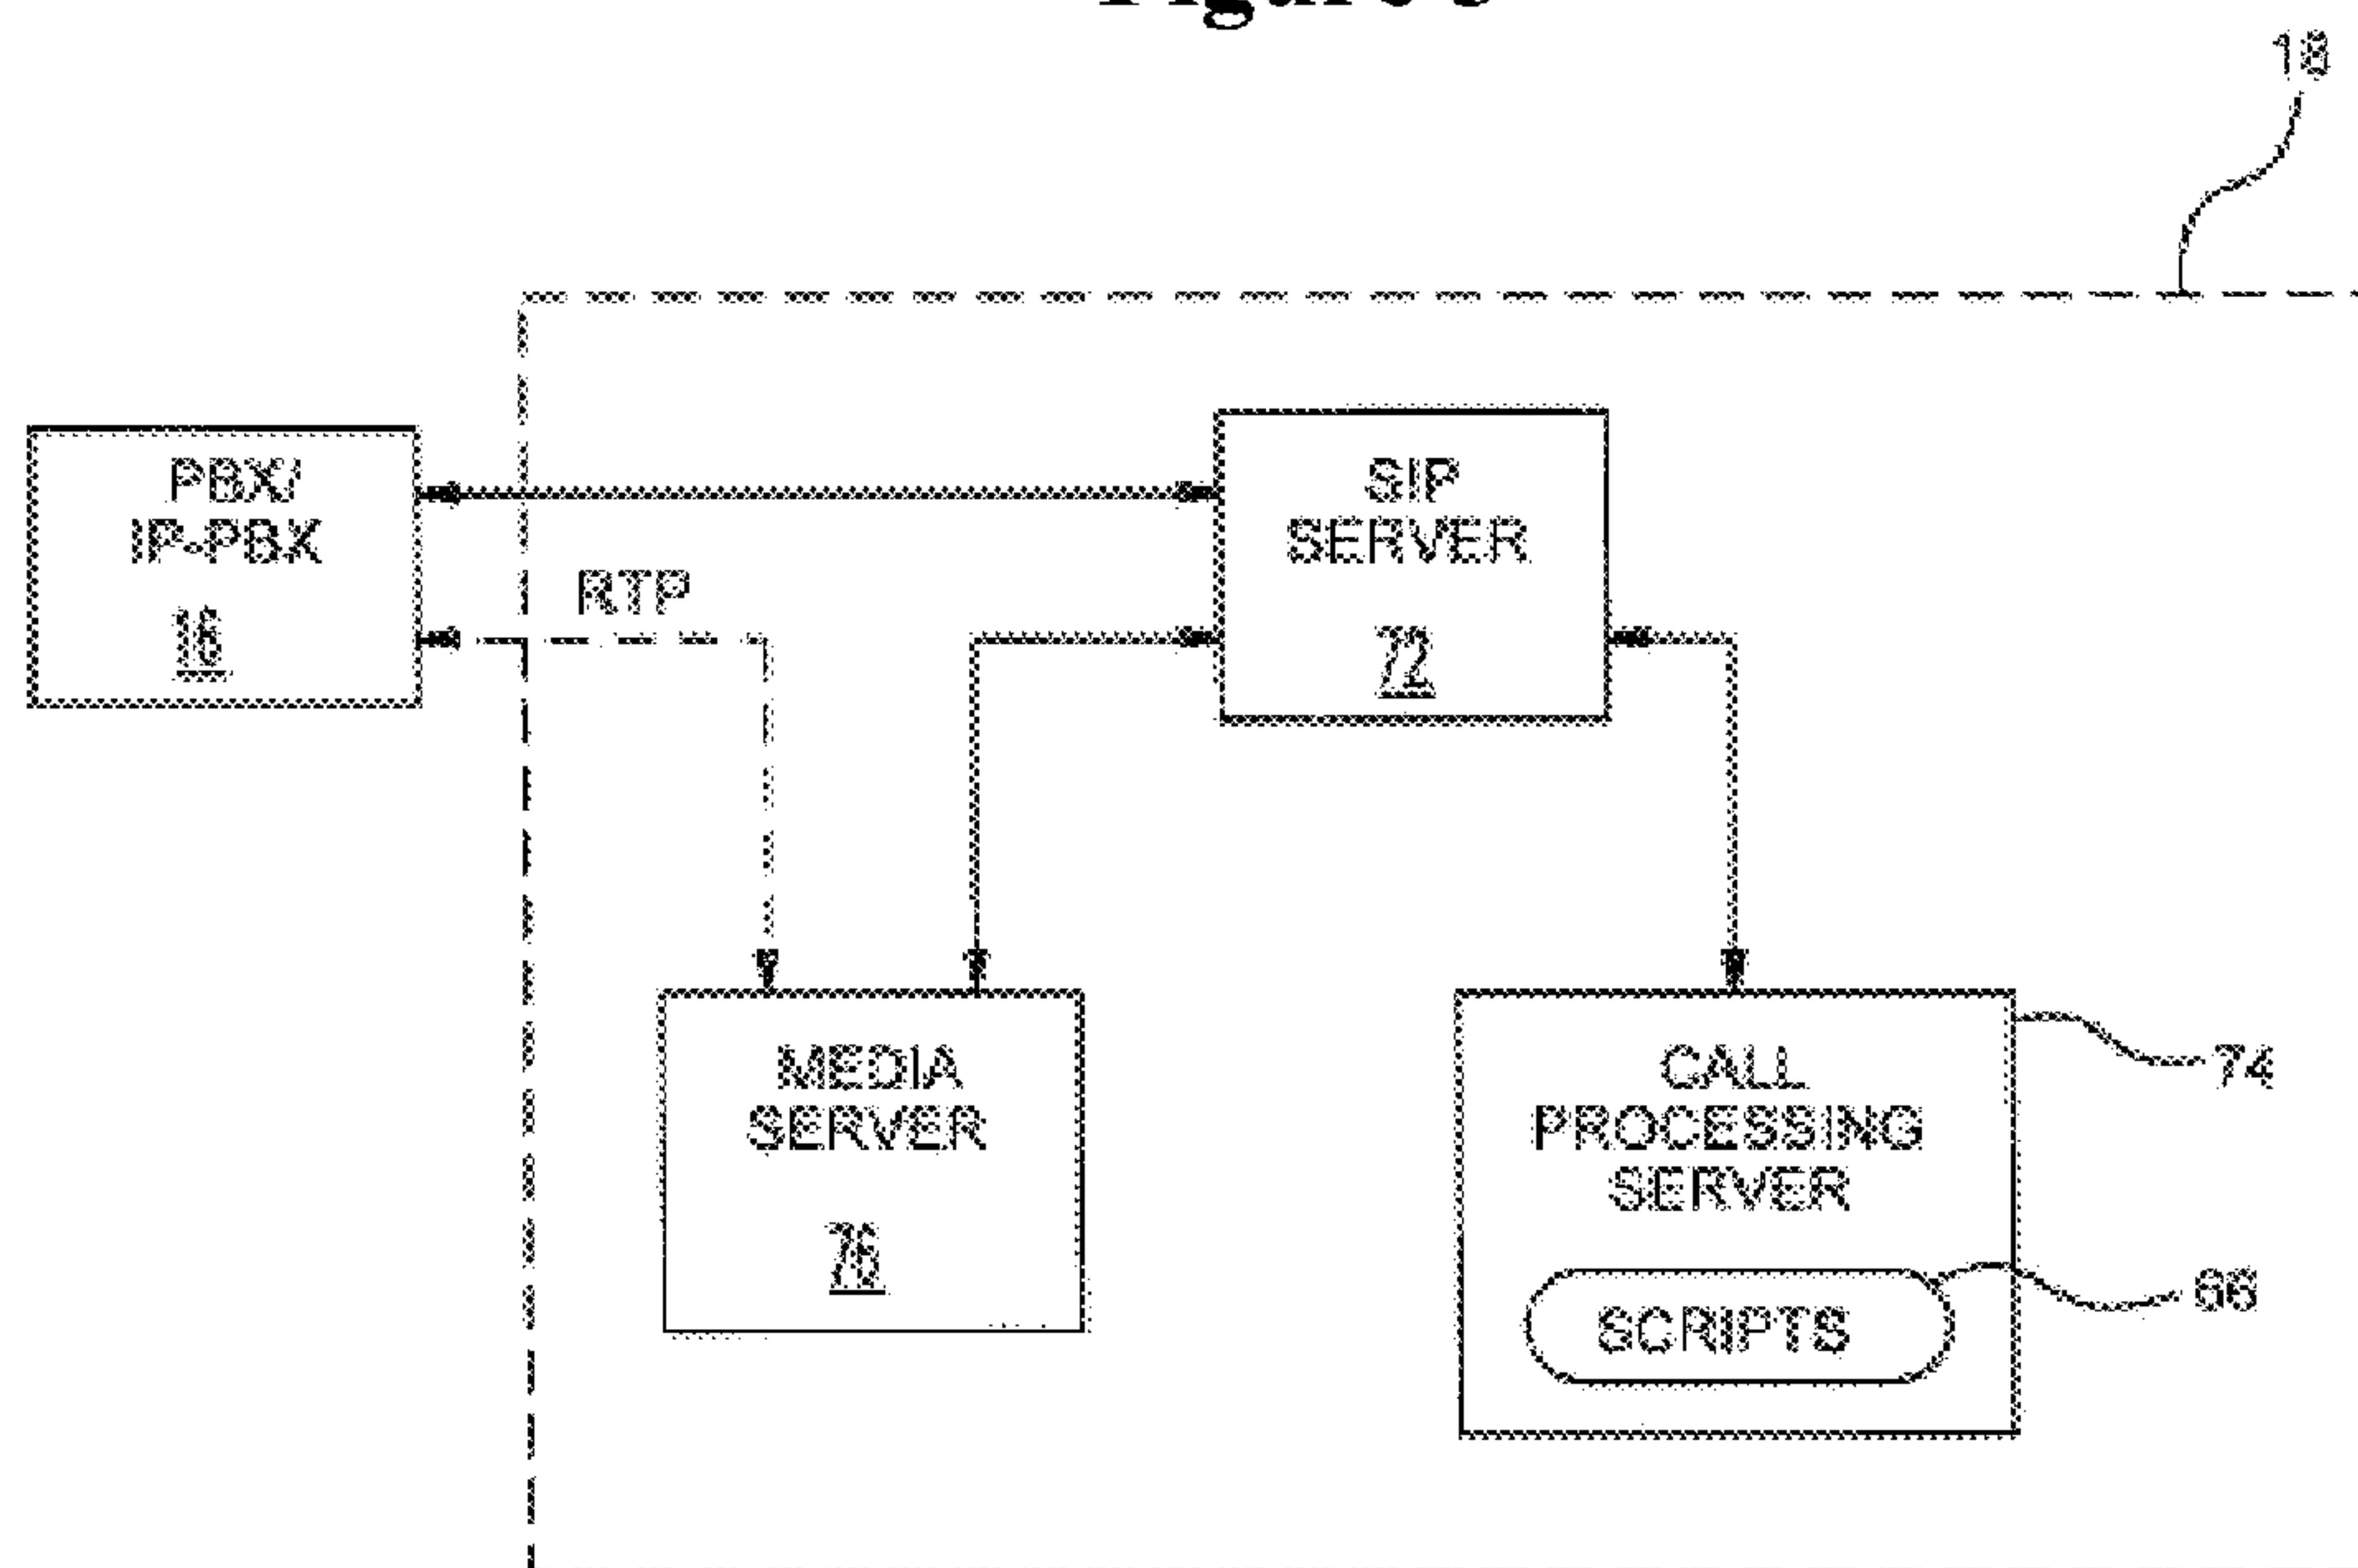 18
PBX/
IP-PBX
16
SIP
SERVER
72
RTP
MEDIA
SERVER
76
CALL
PROCESSING
SERVER
74
SCRIPTS
66